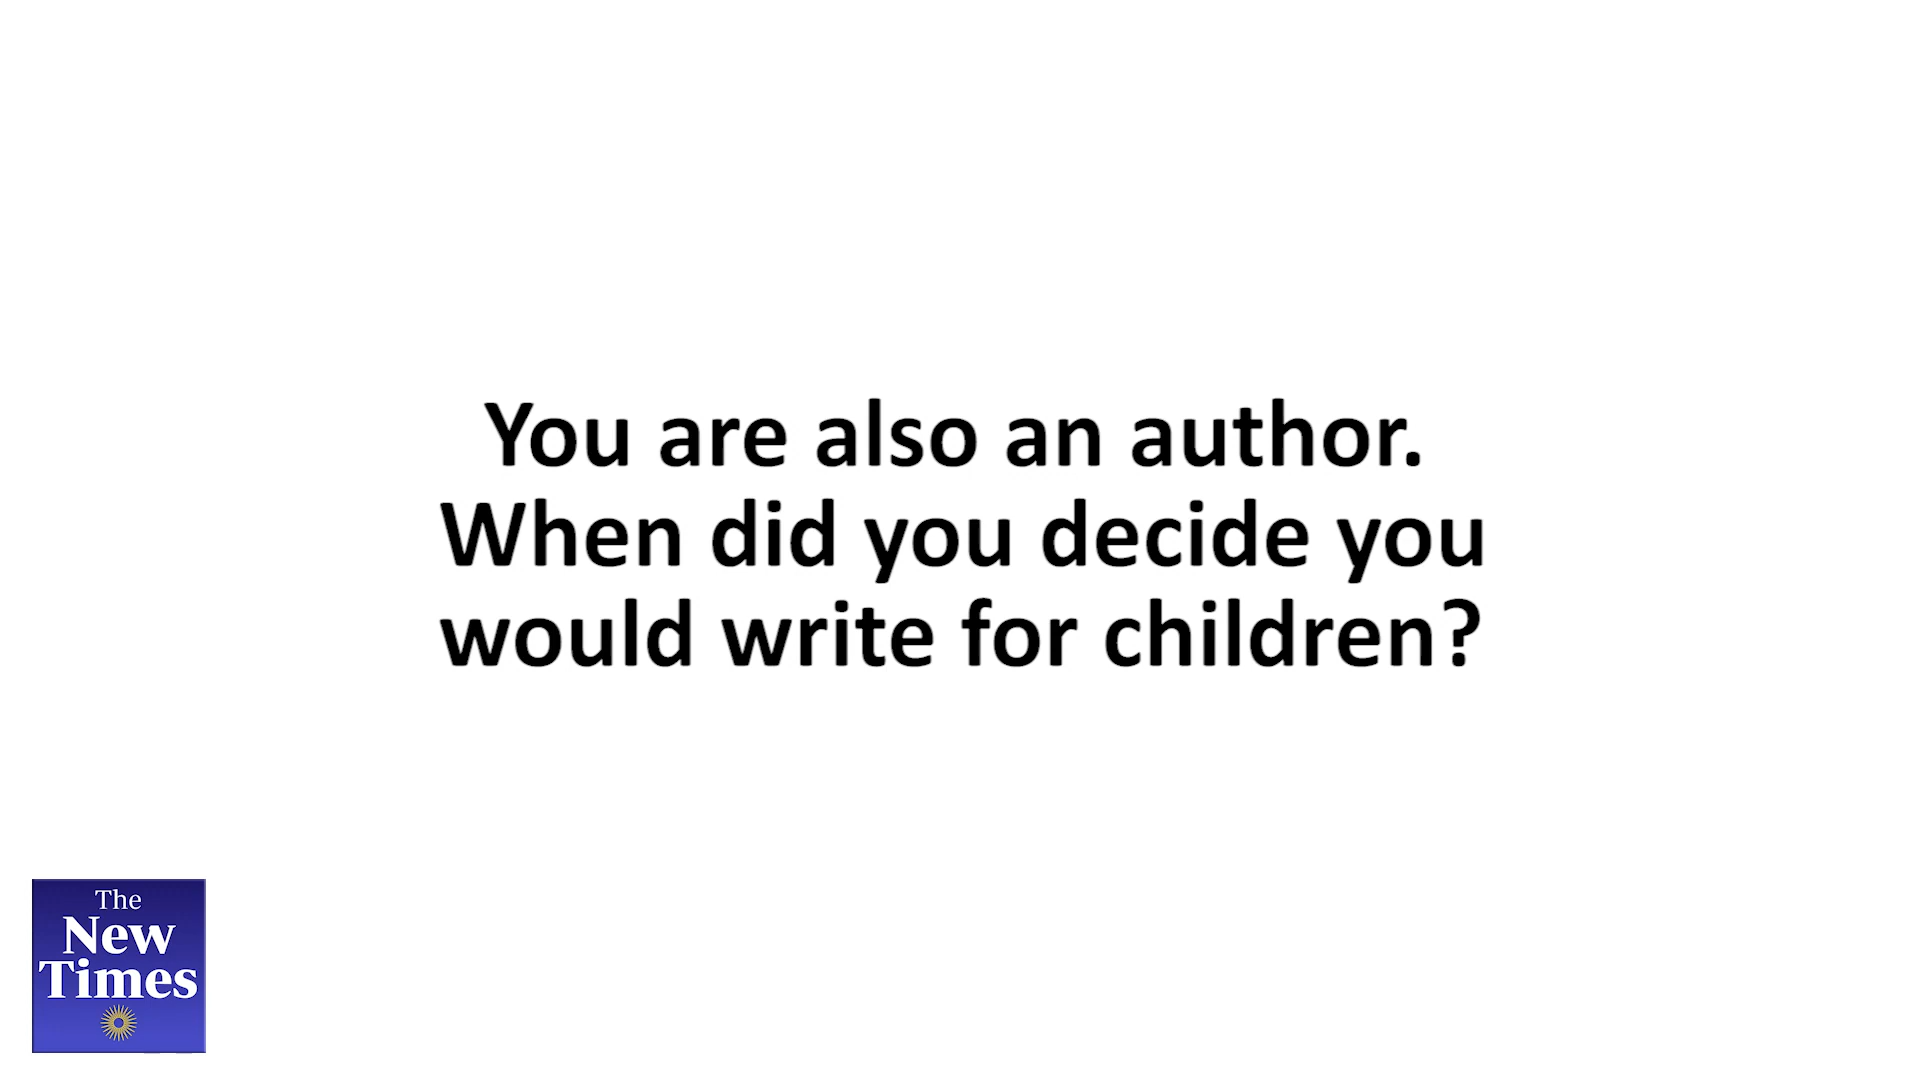 You are also an author.
When did you decide you
would write for children?
The
New
Times